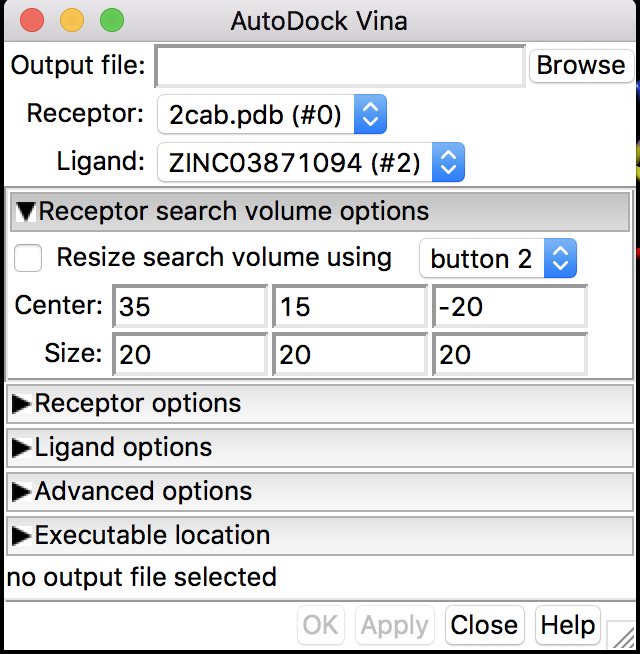 AutoDock Vina
Output file: Browse
Receptor: 2cab.pdb (#0)
Ligand: ZINC03871094 (#2)
Receptor search volume options
Resize search volume using button 2
Center: 35 15 -20
Size: 20 20 20
Receptor options
Ligand options
Advanced options
Executable location
no output file selected
OK Apply Close Help